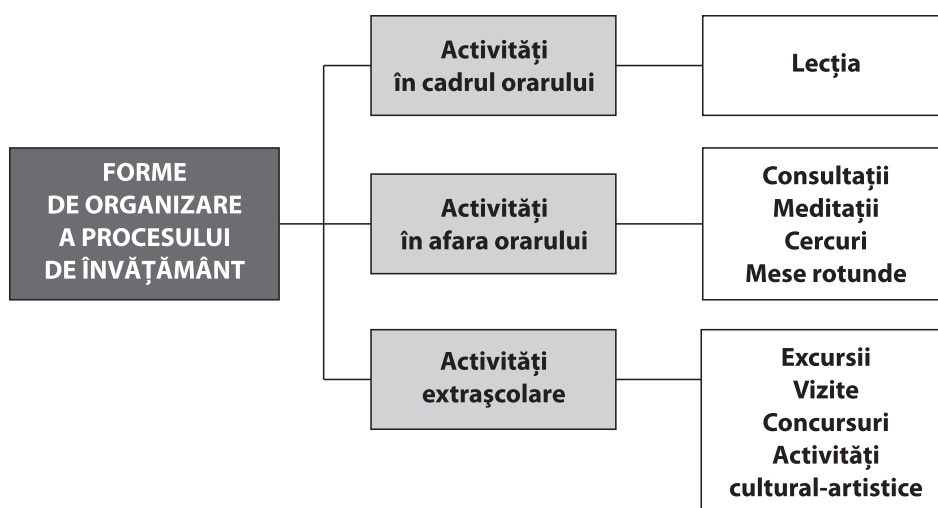 FORME
DE ORGANIZARE
A PROCESULUI
DE ÎNVĂȚĂMÂNT
Activități
în cadrul orarului
Lecția
Activități
în afara orarului
Consultații
Meditații
Cercuri
Mese rotunde
Activități
extraşcolare
Excursii
Vizite
Concursuri
Activități
cultural-artistice